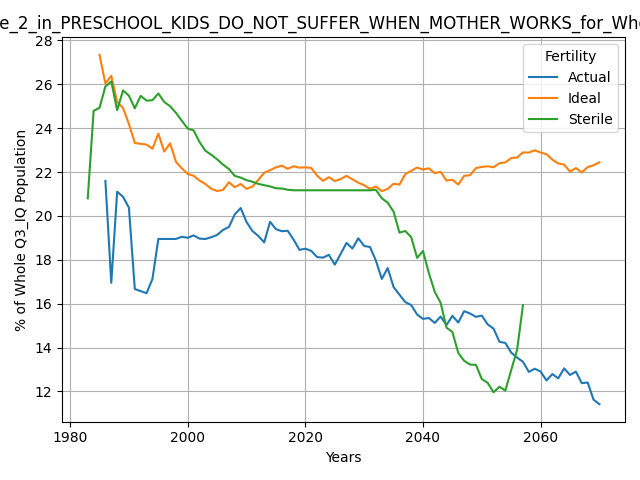 e_2_in_PRESCHOOL_KIDS_DO_NOT_SUFFER_WHEN_MOTHER_WORKS_for_Who
Fertility
Actual
Ideal
Sterile
% of Whole Q3_IQ Population
28
26
24
22
20
18
16
14
12
1980
2000
2020
2040
2060
Years